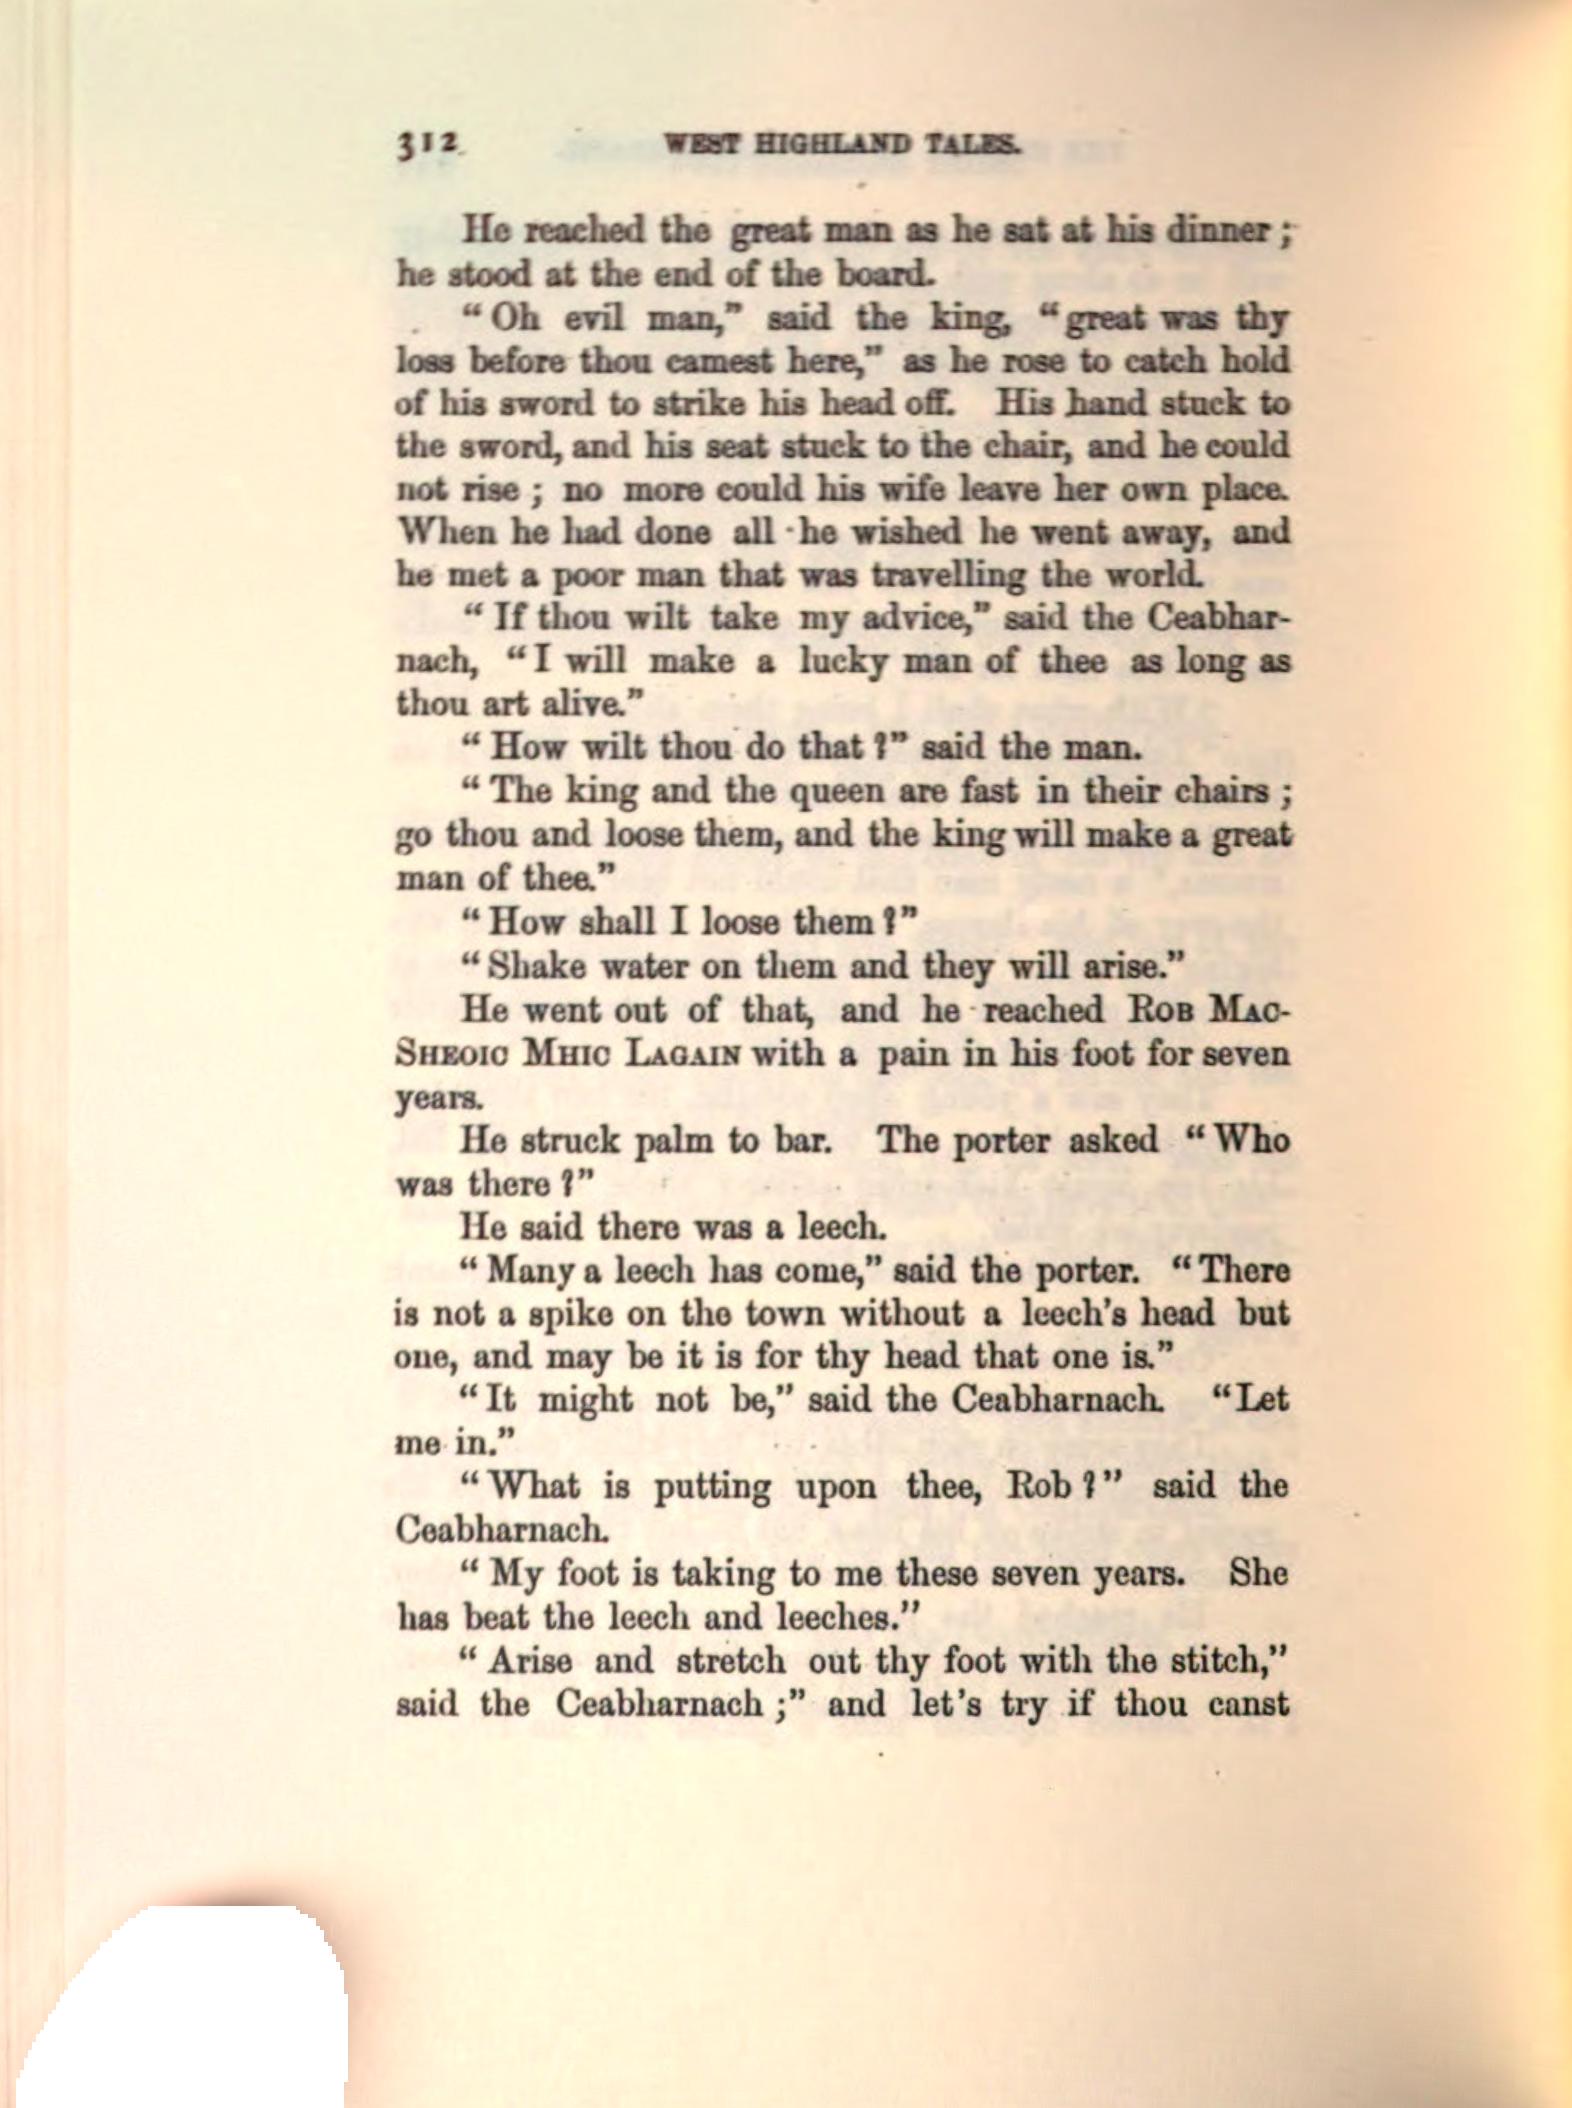 312 WEST HIGHLAND TALES.
He reached the great man as he sat at his dinner ;
he stood at the end of the board.
“Oh evil man,” said the king, “great was thy
loss before thou camest here,” as he rose to catch hold
of his sword to strike his head off. His hand stuck to
the sword, and his seat stuck to the chair, and he could
not rise ; no more could his wife leave her own place.
When he had done all he wished he went away, and
he met a poor man that was travelling the world.
“If thou wilt take my advice,” said the Ceabhar-
nach, “I will make a lucky man of thee as long as
thou art alive.”
“How wilt thou do that ?” said the man.
“The king and the queen are fast in their chairs ;
go thou and loose them, and the king will make a great
man of thee.”
“How shall I loose them ?”
“Shake water on them and they will arise.”
He went out of that, and he reached ROB MAC-
SHEOIC MHIC LAGAIN with a pain in his foot for seven
years.
He struck palm to bar. The porter asked “Who
was there ?”
He said there was a leech.
“Many a leech has come,” said the porter. “There
is not a spike on the town without a leech’s head but
one, and may be it is for thy head that one is.”
“It might not be,” said the Ceabharnach. “Let
me in.”
“What is putting upon thee, Rob ?” said the
Ceabharnach.
“My foot is taking to me these seven years. She
has beat the leech and leeches.”
“Arise and stretch out thy foot with the stitch,”
said the Ceabharnach ;” and let’s try if thou canst